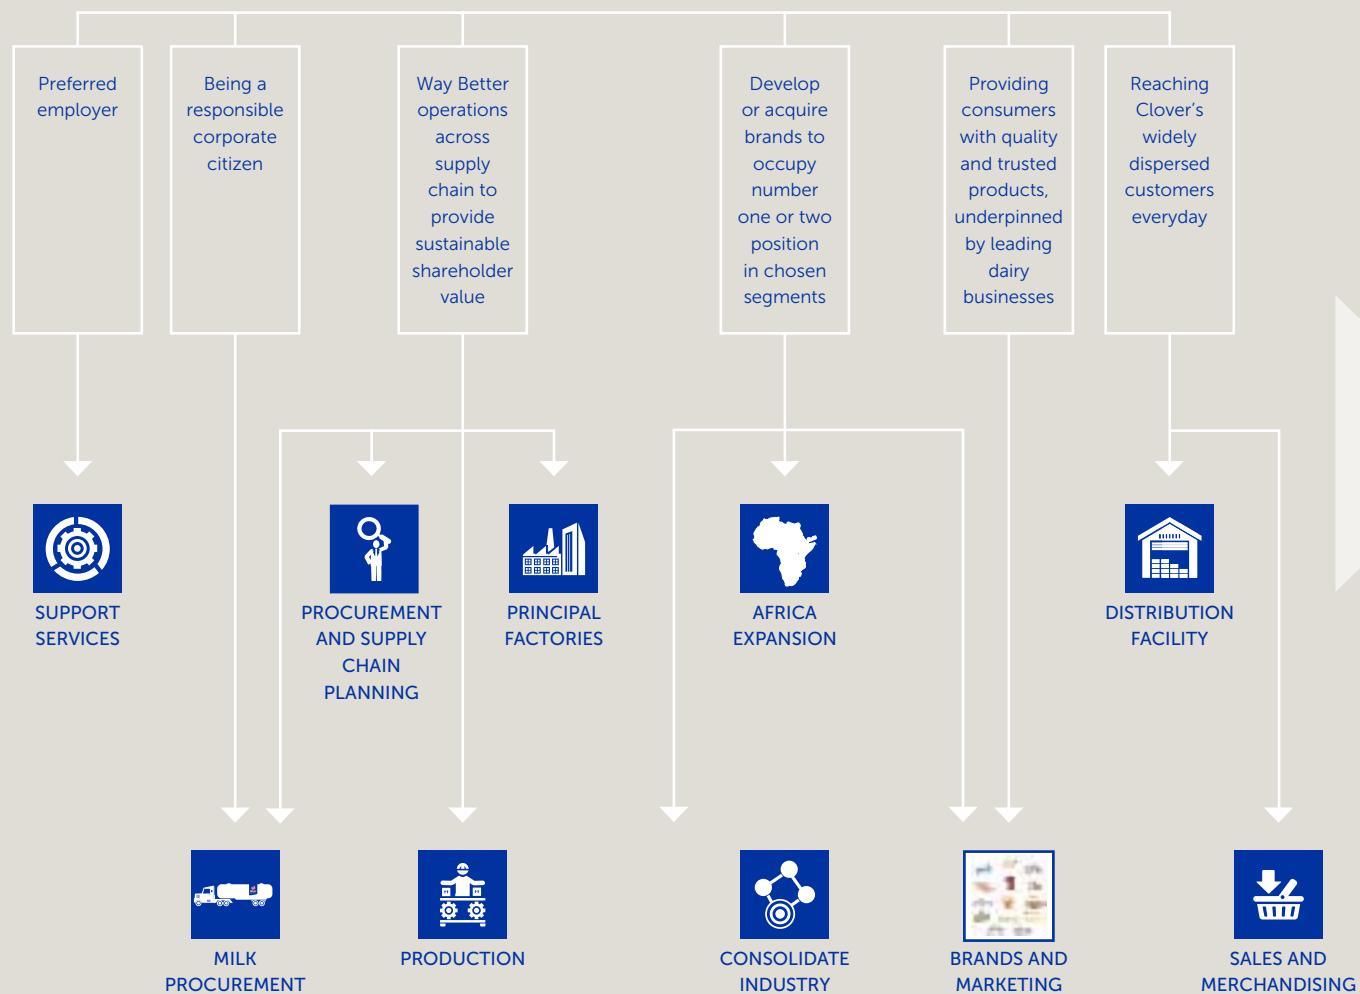 Preferred
employer
Being a
responsible
corporate
citizen
Way Better
operations
across
supply
chain to
provide
sustainable
shareholder
value
Develop
or acquire
brands to
occupy
number
one or two
position
in chosen
segments
Providing
consumers
with quality
and trusted
products,
underpinned
by leading
dairy
businesses
Reaching
Clover’s
widely
dispersed
customers
everyday
SUPPORT
SERVICES
PROCUREMENT
AND SUPPLY
CHAIN
PLANNING
PRINCIPAL
FACTORIES
AFRICA
EXPANSION
DISTRIBUTION
FACILITY
MILK
PROCUREMENT
PRODUCTION
CONSOLIDATE
INDUSTRY
BRANDS AND
MARKETING
SALES AND
MERCHANDISING